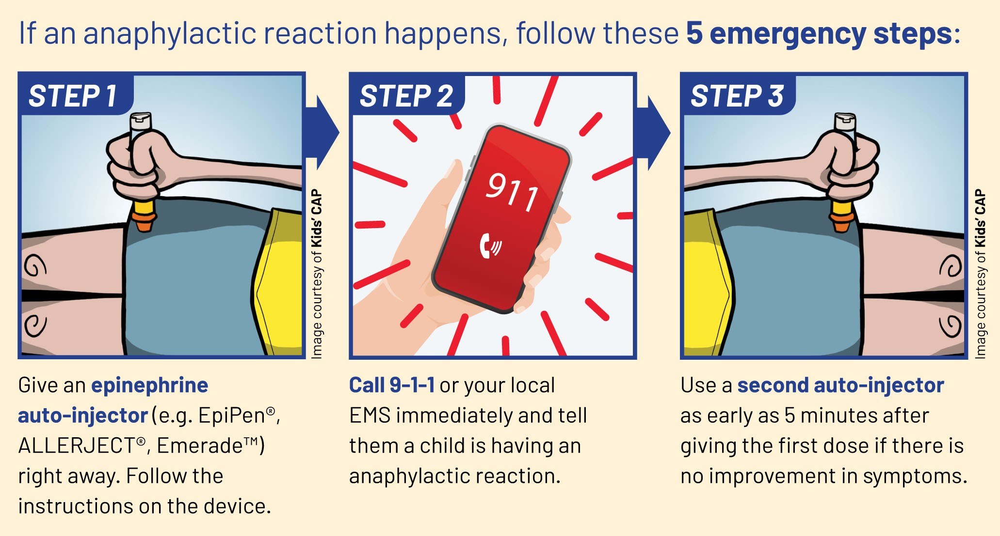 If an anaphylactic reaction happens, follow these 5 emergency steps:
STEP 1
Image courtesy of Kids' CAP
Give an epinephrine
auto-injector (e.g. EpiPen®,
ALLERJECT®, Emerade™)
right away. Follow the
instructions on the device.
STEP 2
911
Call 9-1-1 or your local
EMS immediately and tell
them a child is having an
anaphylactic reaction.
STEP 3
Image courtesy of Kids' CAP
Use a second auto-injector
as early as 5 minutes after
giving the first dose if there is
no improvement in symptoms.